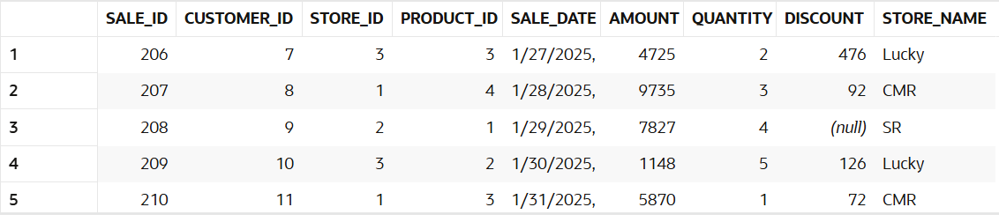 SALE_ID CUSTOMER_ID STORE_ID PRODUCT_ID SALE_DATE AMOUNT QUANTITY DISCOUNT STORE_NAME
1 206 7 3 3 1/27/2025, 4725 2 476 Lucky
2 207 8 1 4 1/28/2025, 9735 3 92 CMR
3 208 9 2 1 1/29/2025, 7827 4 (null) SR
4 209 10 3 2 1/30/2025, 1148 5 126 Lucky
5 210 11 1 3 1/31/2025, 5870 1 72 CMR